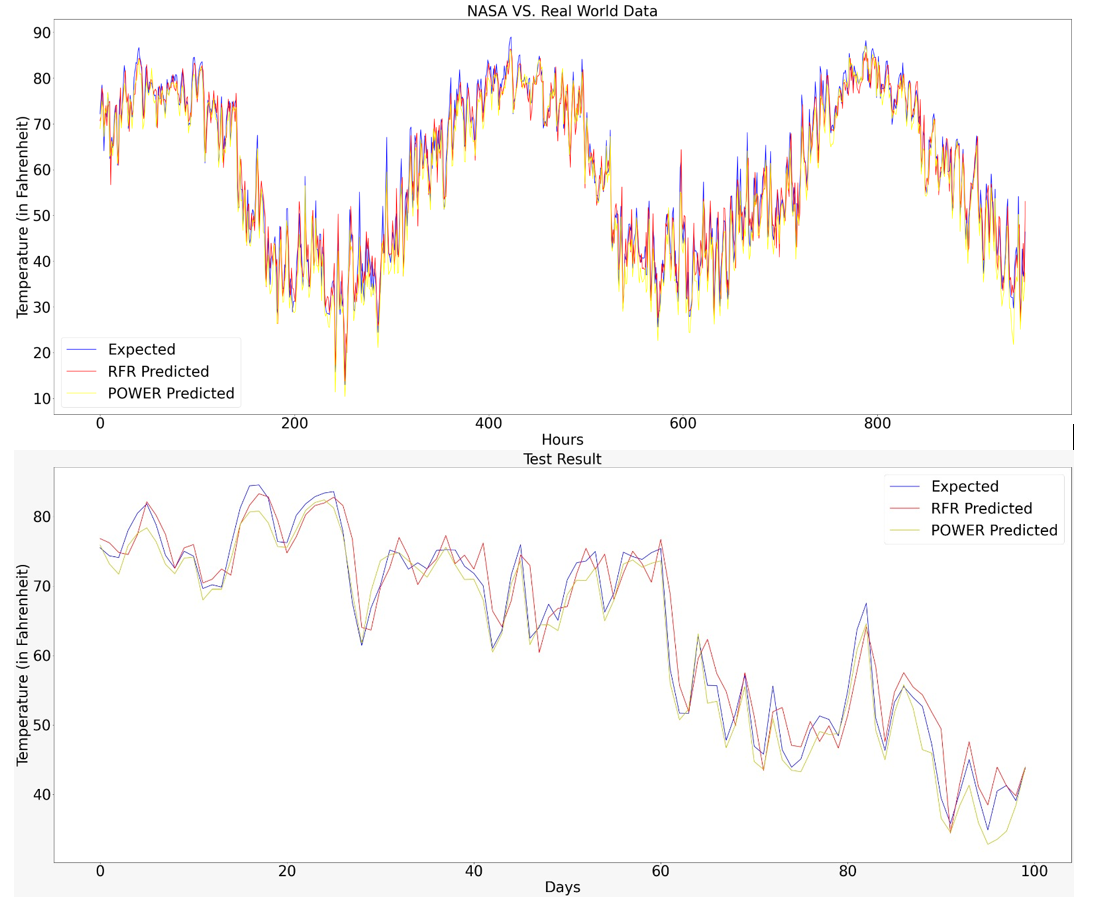 NASA VS. Real World Data
Temperature (in Fahrenheit)
90
80
70
60
50
40
30
20
10
Expected
RFR Predicted
POWER Predicted
0 200 400 600 800
Hours
Test Result
Temperature (in Fahrenheit)
80
70
60
50
40
Expected
RFR Predicted
POWER Predicted
0 20 40 60 80 100
Days